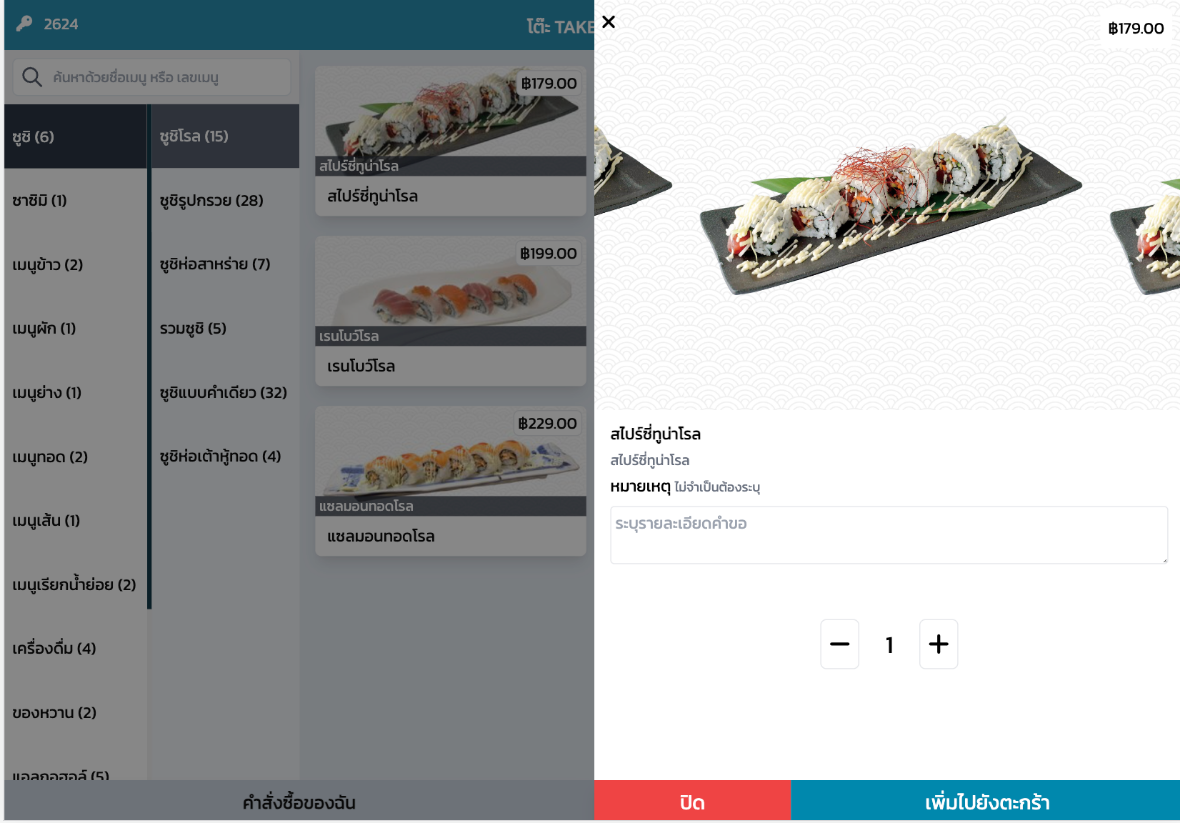 2624
โต๊ะ TAKE
ค้นหาด้วยชื่อเมนู หรือ เลขเมนู
ซูชิ (6)
ซาชิมิ (1)
เมนูข้าว (2)
เมนูผัก (1)
เมนูย่าง (1)
เมนูทอด (2)
เมนูเส้น (1)
เมนูเรียกน้ำย่อย (2)
เครื่องดื่ม (4)
ของหวาน (2)
แอลกอฮอล์ (5)
ซูชิโรล (15)
ซูชิรูปกรวย (28)
ซูชิห่อสาหร่าย (7)
รวมซูชิ (5)
ซูชิแบบคำเดียว (32)
ซูชิห่อเต้าหู้ทอด (4)
฿179.00
สไปร์ซี่ทูน่าโรล
สไปร์ซี่ทูน่าโรล
฿199.00
เรนโบว์โรล
เรนโบว์โรล
฿229.00
แซลมอนทอดโรล
แซลมอนทอดโรล
คำสั่งซื้อของฉัน
฿179.00
สไปร์ซี่ทูน่าโรล
สไปร์ซี่ทูน่าโรล
หมายเหตุ ไม่จำเป็นต้องระบุ
ระบุรายละเอียดคำขอ
1
ปิด
เพิ่มไปยังตะกร้า